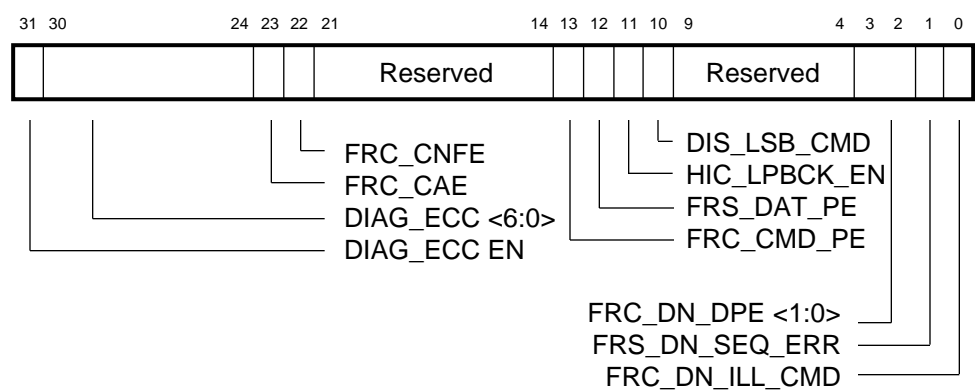 31 30 24 23 22 21 14 13 12 11 10 9 4 3 2 1 0
Reserved Reserved
FRC_CNFE
FRC_CAE
DIAG_ECC <6:0>
DIAG_ECC EN
DIS_LSB_CMD
HIC_LPBCK_EN
FRS_DAT_PE
FRC_CMD_PE
FRC_DN_DPE <1:0>
FRS_DN_SEQ_ERR
FRC_DN_ILL_CMD